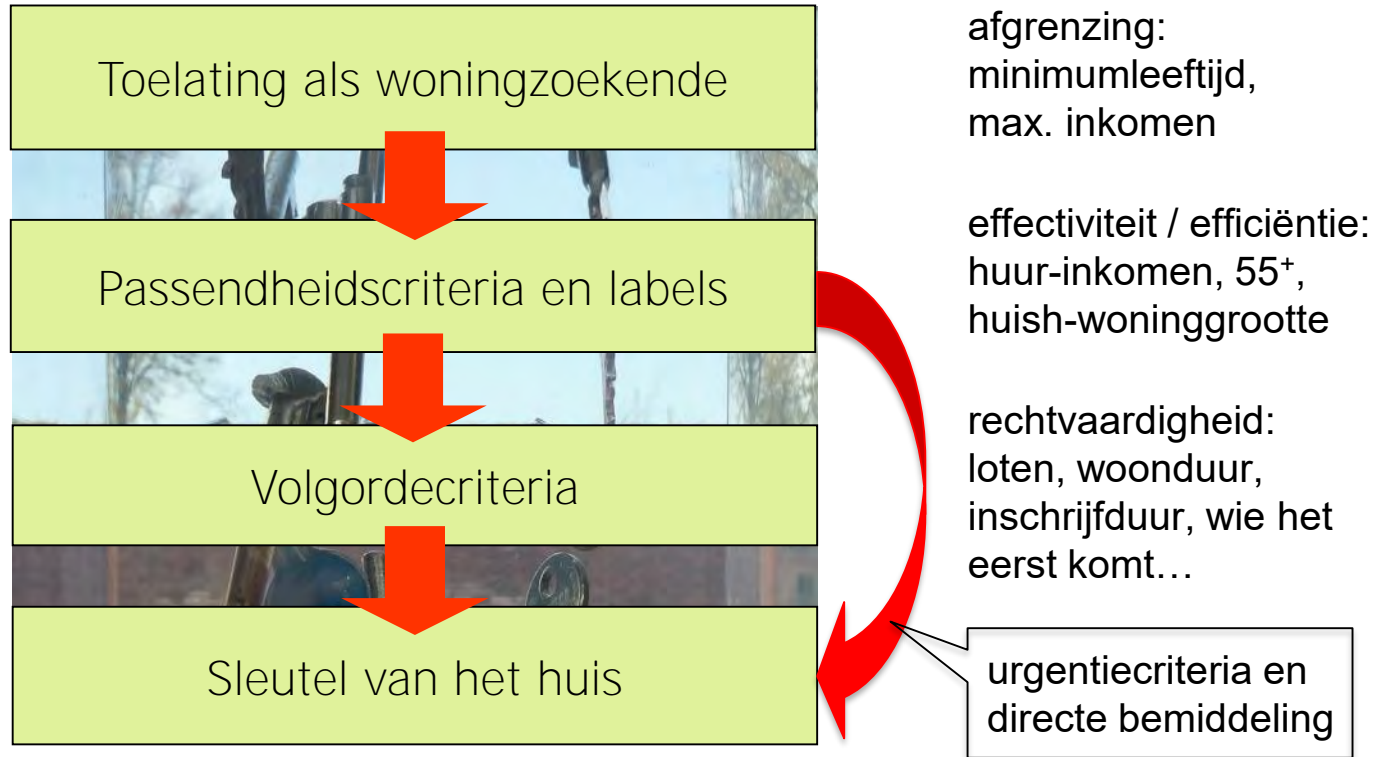 Toelating als woningzoekende
afgrenzing:
minimumleeftijd,
max. inkomen
Passendheidscriteria en labels
effectiviteit / efficiëntie:
huur-inkomen, 55⁺,
huish-woninggrootte
Volgordecriteria
rechtvaardigheid:
loten, woonduur,
inschrijfduur, wie het
eerst komt…
Sleutel van het huis
urgentiecriteria en
directe bemiddeling